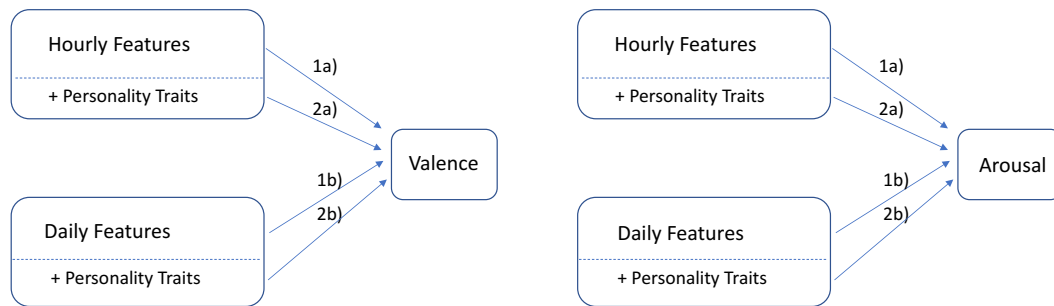 Hourly Features
+ Personality Traits
1a)
2a)
Valence
1b)
2b)
Daily Features
+ Personality Traits
Hourly Features
+ Personality Traits
1a)
2a)
Arousal
1b)
2b)
Daily Features
+ Personality Traits